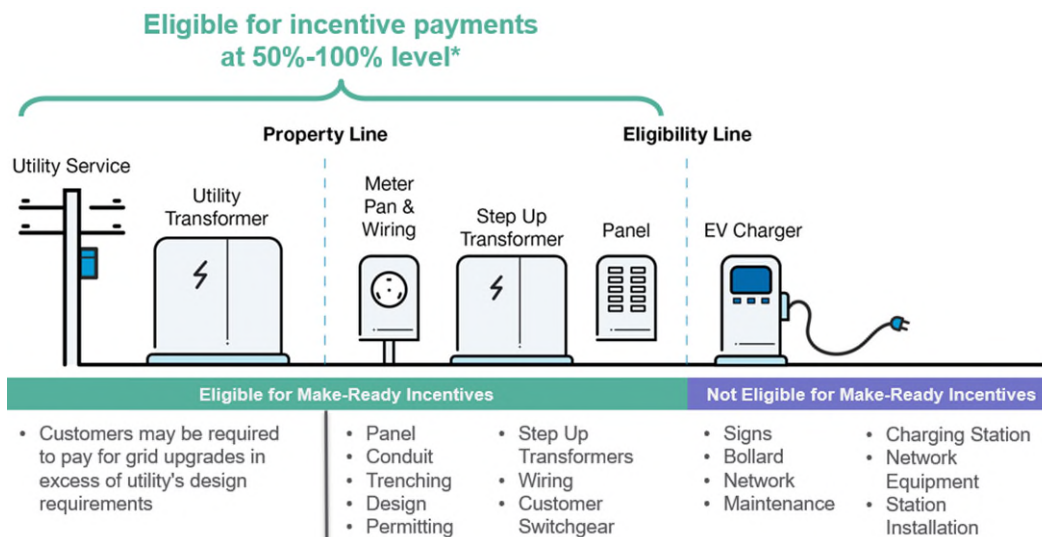 Eligible for incentive payments
at 50%-100% level*
Property Line
Eligibility Line
Utility Service
Utility
Transformer
Meter
Pan &
Wiring
Step Up
Transformer
Panel
EV Charger
Eligible for Make-Ready Incentives
Not Eligible for Make-Ready Incentives
• Customers may be required
to pay for grid upgrades in
excess of utility's design
requirements
• Panel
• Conduit
• Trenching
• Design
• Permitting
• Step Up
Transformers
• Wiring
• Customer
Switchgear
• Signs
• Bollard
• Network
• Maintenance
• Charging Station
• Network
Equipment
• Station
Installation